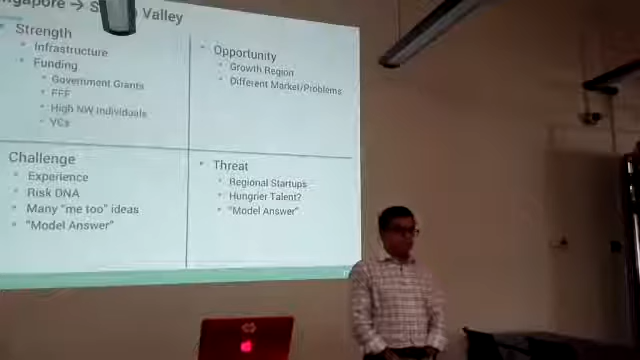 Singapore → Valley
Strength
Infrastructure
Funding
Government Grants
FFF
High NW Individuals
VCs
Opportunity
Growth Region
Different Market/Problems
Challenge
Experience
Risk DNA
Many "me too" ideas
"Model Answer"
Threat
Regional Startups
Hungrier Talent?
"Model Answer"